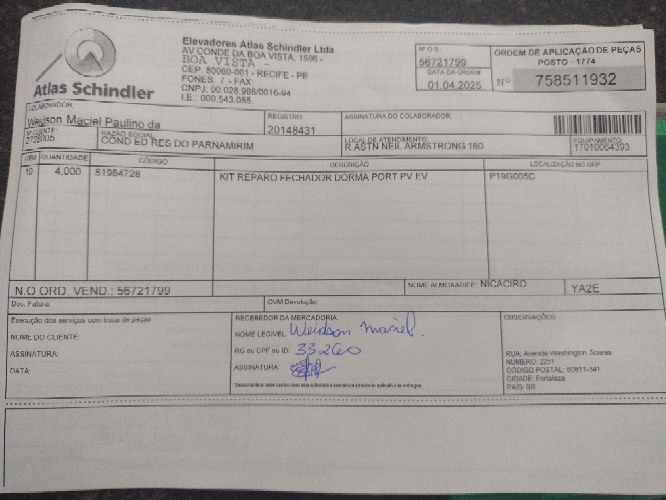 Atlas Schindler
Elevadores Atlas Schindler Ltda
AV CONDE DA BOA VISTA, 1596 -
BOA VISTA -
CEP: 50060-001 - RECIFE - PE
FONES: / - FAX:
CNPJ: 00.028.986/0016-94
I.E.: 000.543.085.
Nº O.S.
56721799
DATA DA ORDEM
01.04.2025
ORDEM DE APLICAÇÃO DE PEÇAS
POSTO - 1774
Nº 758511932
COLABORADOR:
Weidson Maciel Paulino da
REGISTRO
20148431
ASSINATURA DO COLABORADOR
Nº CLIENTE:
RAZÃO SOCIAL
COND ED RES DO PARNAMIRIM
LOCAL DE ATENDIMENTO:
R ASTN NEIL ARMSTRONG 160
EQUIPAMENTO:
ITEM QUANTIDADE CÓDIGO DESCRIÇÃO LOCALIZAÇÃO NO DEP.
10 4,000 51984728 KIT REPARO FECHADOR DORMA PORT PV EV P19G005C
N.O ORD. VEND.: 56721799
NOME ALMOXARIFE: NICACIRO
YA2E
Doc. Fatura:
OVM Devolução:
Execução dos serviços com troca de peção
NOME DO CLIENTE:
ASSINATURA:
DATA:
RECEBEDOR DA MERCADORIA:
NOME LEGÍVEL: Weidson Maciel
RG ou CPF ou ID: 33260
ASSINATURA
OBSERVAÇÕES:
RUA: Avenida Washington Soares
NÚMERO: 2251
CÓDIGO POSTAL: 60811-341
CIDADE: Fortaleza
PAÍS: BR